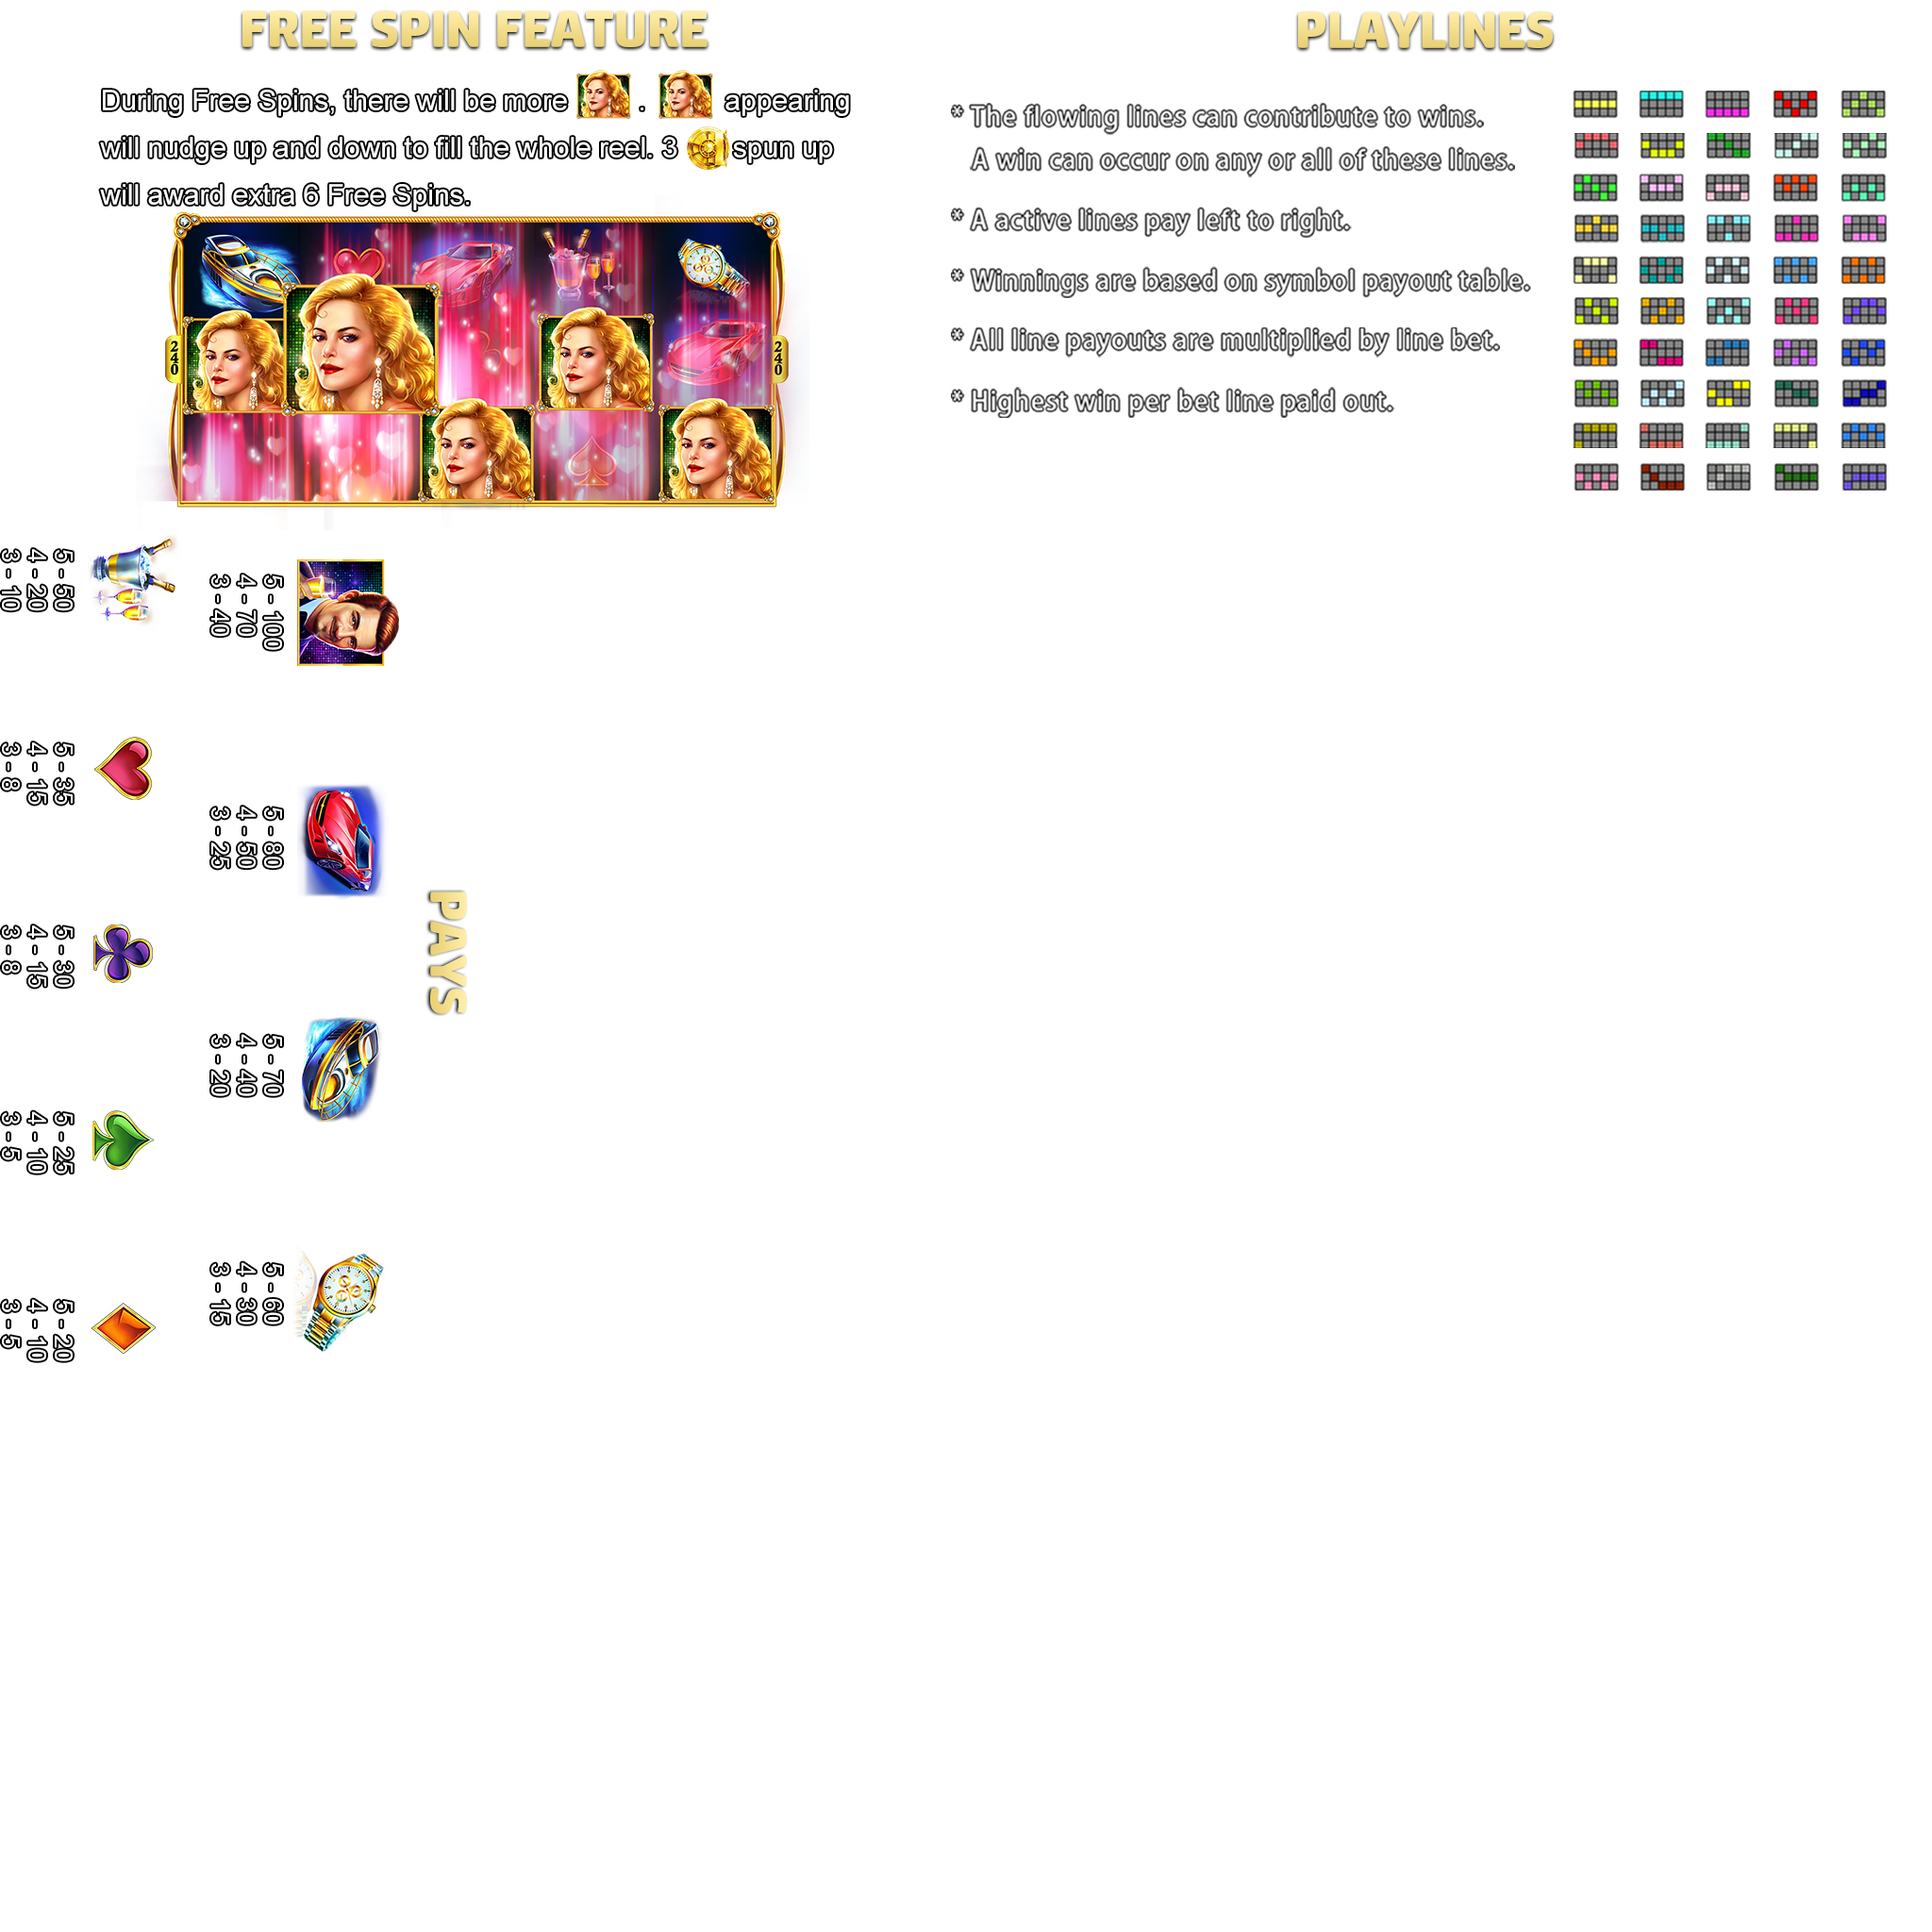 FREE SPIN FEATURE
During Free Spins, there will be more . appearing
will nudge up and down to fill the whole reel. 3 spun up
will award extra 6 Free Spins.
240
240
PLAYLINES
* The flowing lines can contribute to wins.
A win can occur on any or all of these lines.
* A active lines pay left to right.
* Winnings are based on symbol payout table.
* All line payouts are multiplied by line bet.
* Highest win per bet line paid out.
PAYS
5 - 100
4 - 70
3 - 40
5 - 80
4 - 50
3 - 25
5 - 70
4 - 40
3 - 20
5 - 60
4 - 30
3 - 15
5 - 50
4 - 20
3 - 10
5 - 35
4 - 15
3 - 8
5 - 30
4 - 15
3 - 8
5 - 25
4 - 10
3 - 5
5 - 20
4 - 10
3 - 5